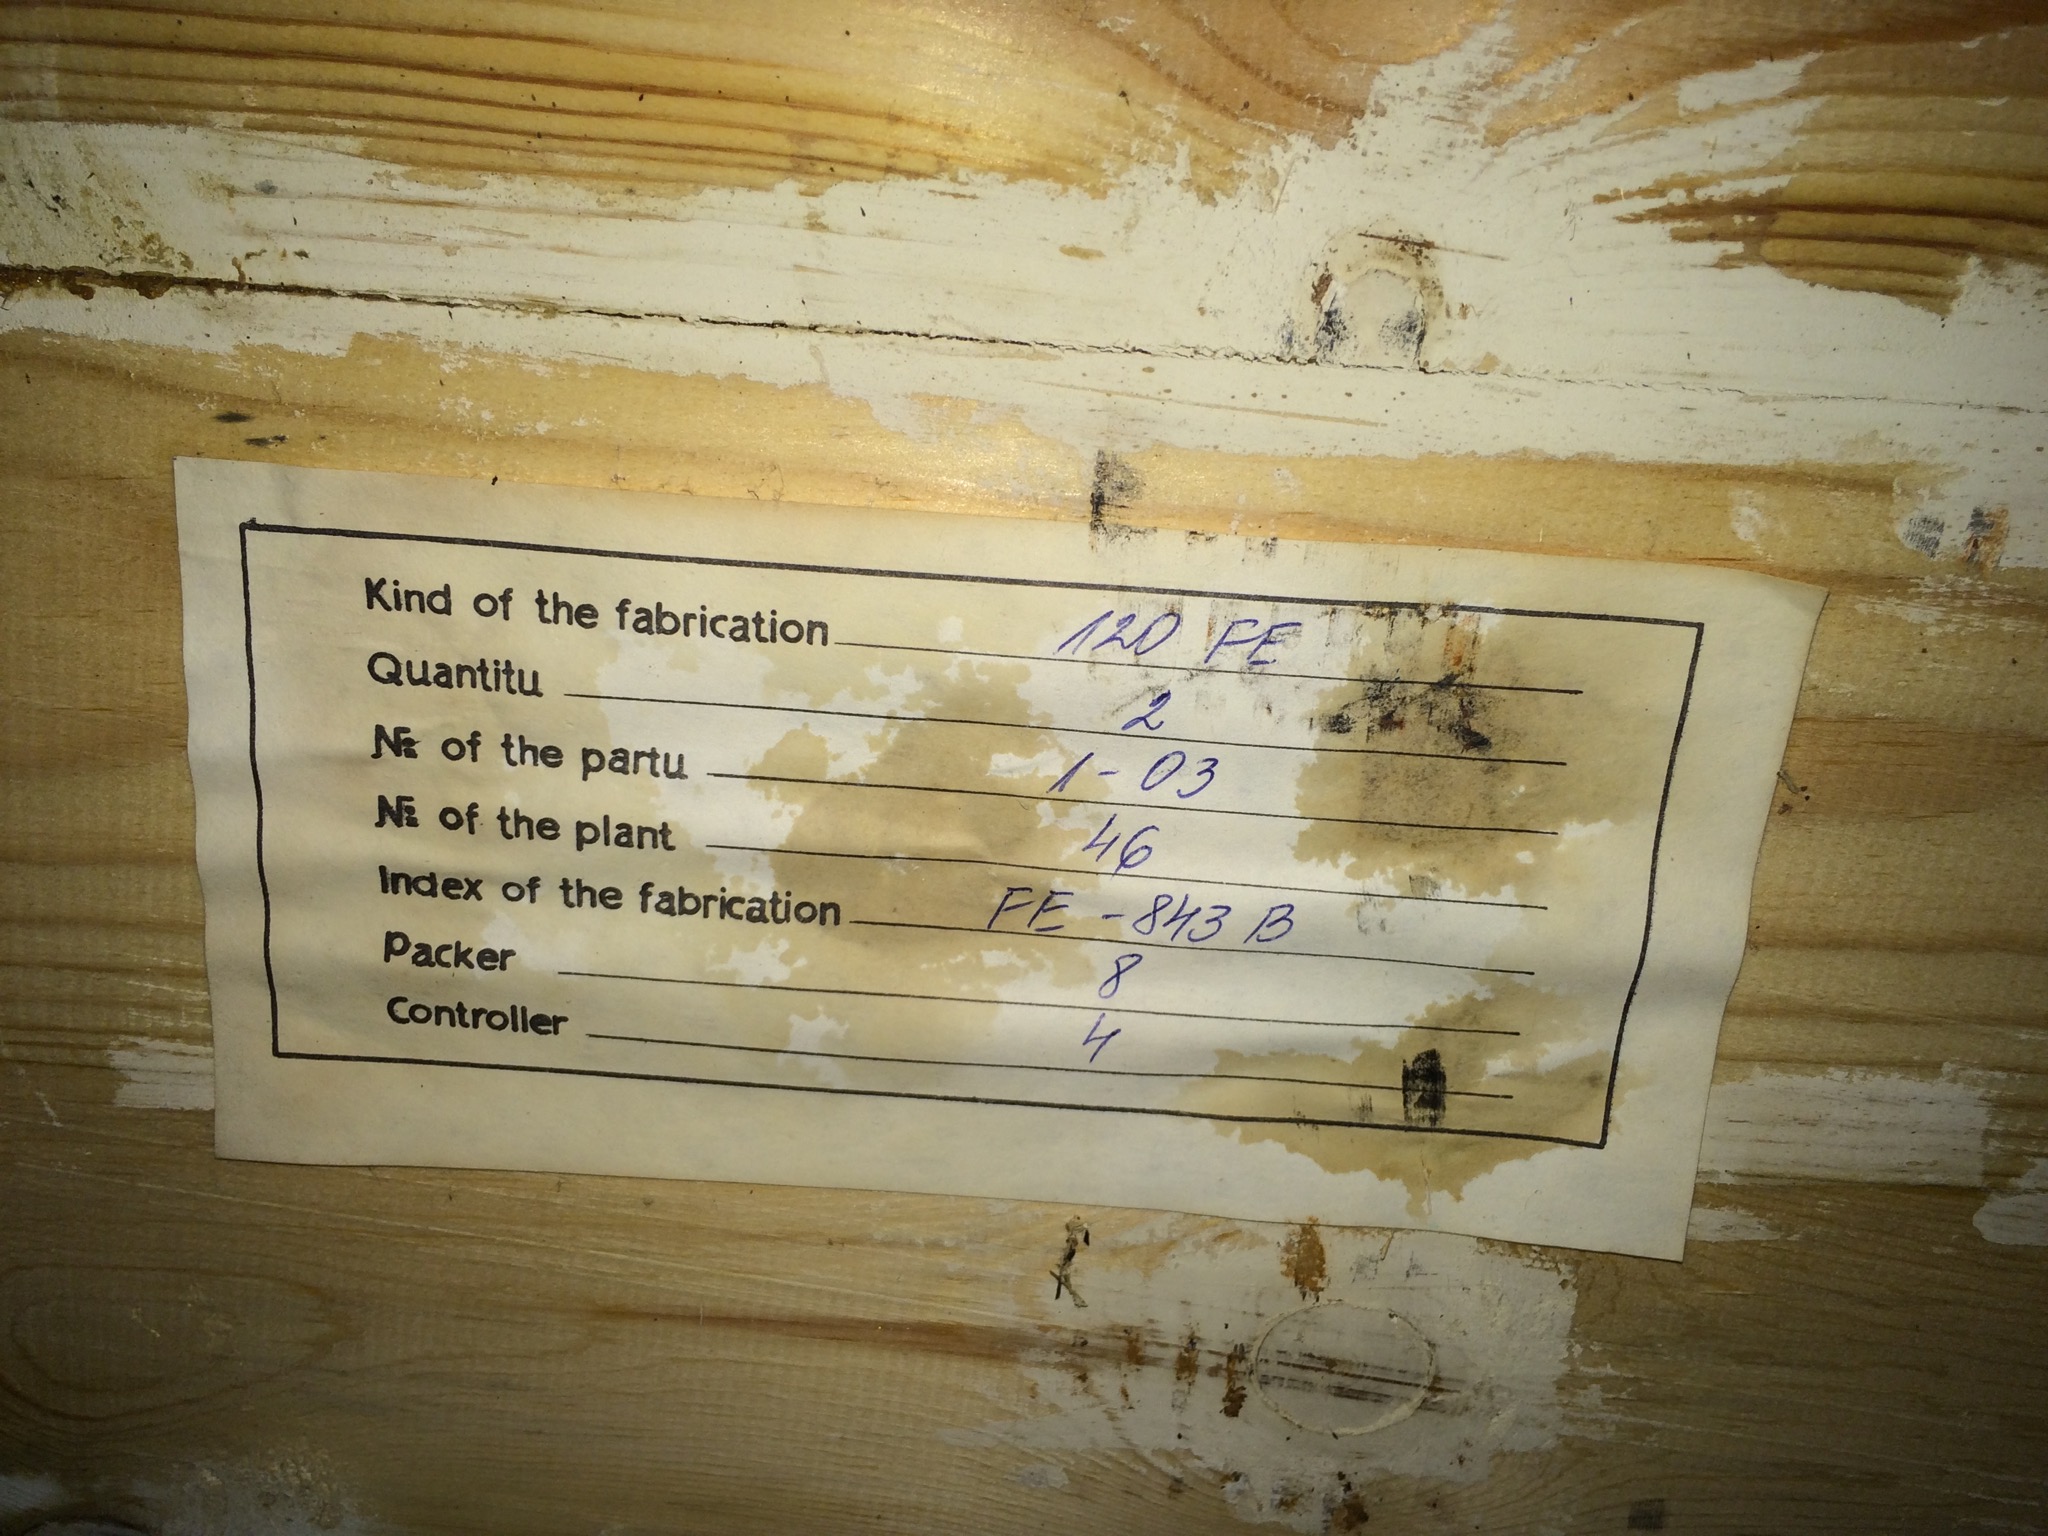 Kind of the fabrication 120 FE
Quantitu 2
№ of the partu 1-03
№ of the plant 46
Index of the fabrication FE-843 B
Packer 8
Controller 4